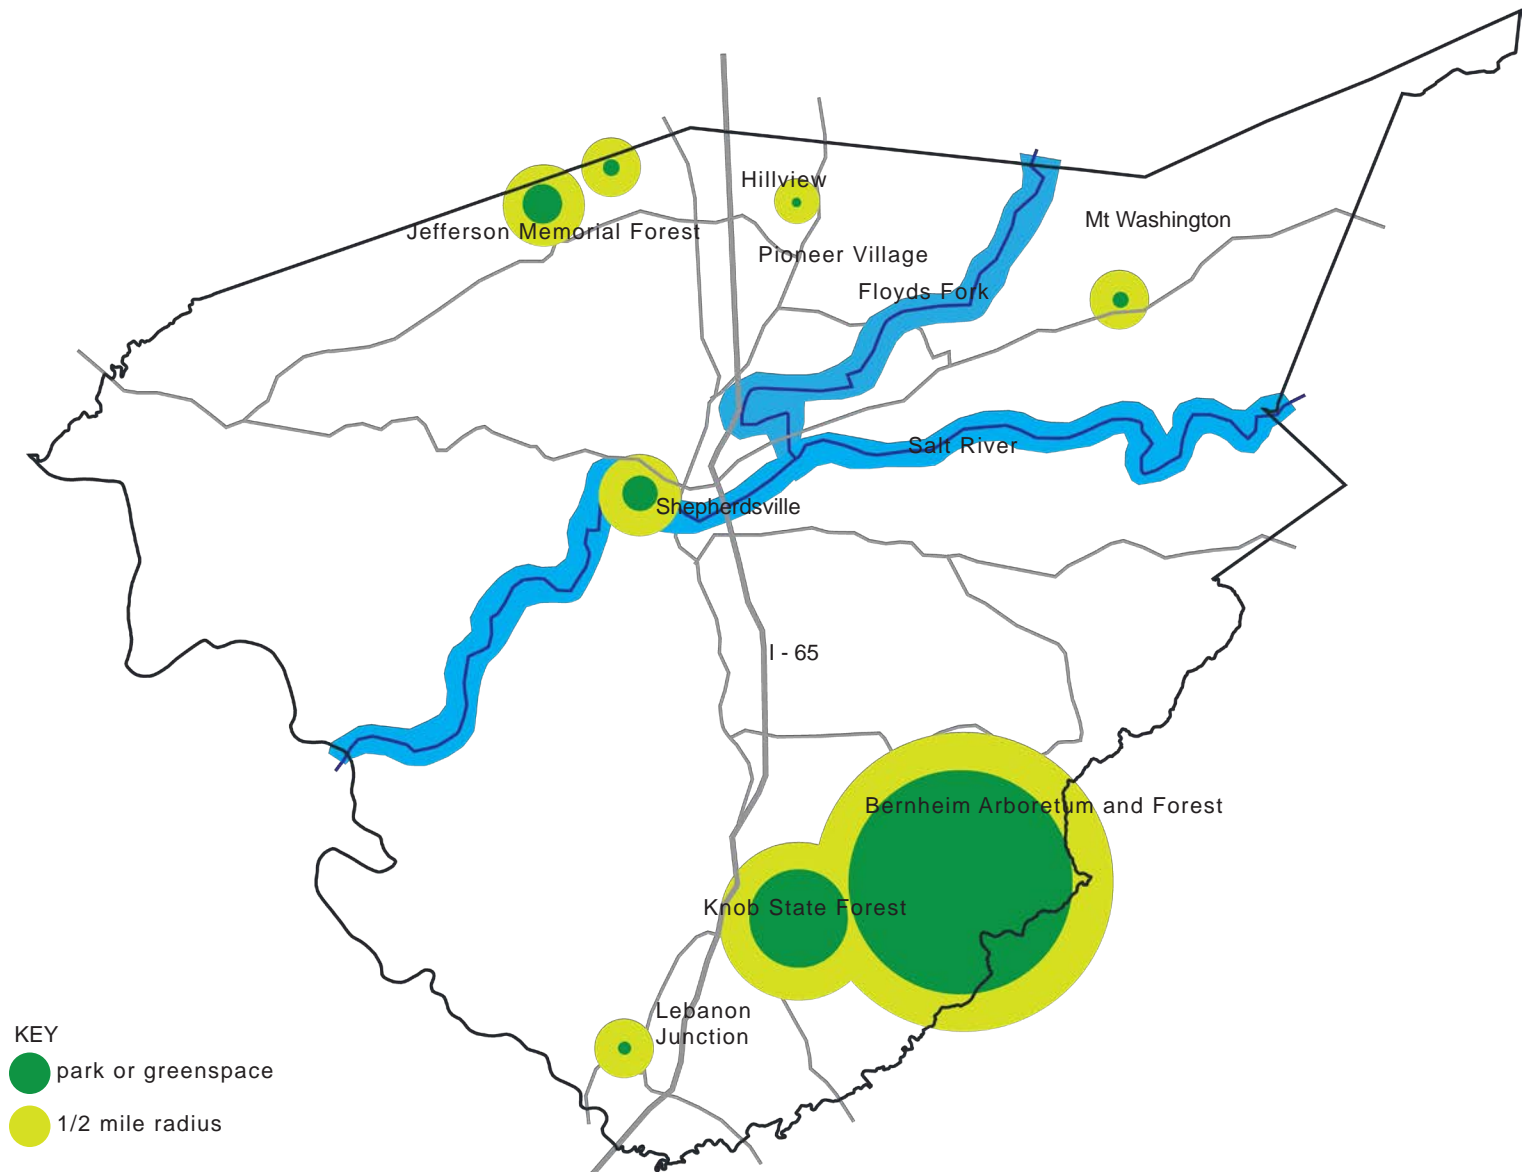 Hillview
Mt Washington
Jefferson Memorial Forest
Pioneer Village
Floyds Fork
Salt River
Shepherdsville
I - 65
Bernheim Arboretum and Forest
Knob State Forest
Lebanon
Junction
KEY
park or greenspace
1/2 mile radius